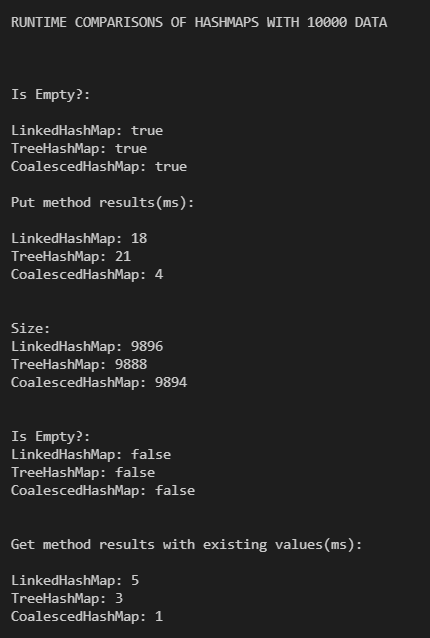 RUNTIME COMPARISONS OF HASHMAPS WITH 10000 DATA
Is Empty?:
LinkedHashMap: true
TreeHashMap: true
CoalescedHashMap: true
Put method results(ms):
LinkedHashMap: 18
TreeHashMap: 21
CoalescedHashMap: 4
Size:
LinkedHashMap: 9896
TreeHashMap: 9888
CoalescedHashMap: 9894
Is Empty?:
LinkedHashMap: false
TreeHashMap: false
CoalescedHashMap: false
Get method results with existing values(ms):
LinkedHashMap: 5
TreeHashMap: 3
CoalescedHashMap: 1